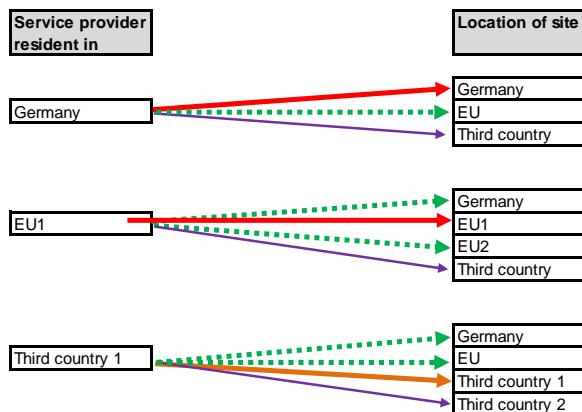 Service provider
resident in
Location of site
Germany
Germany
EU
Third country
EU1
Germany
EU1
EU2
Third country
Third country 1
Germany
EU
Third country 1
Third country 2